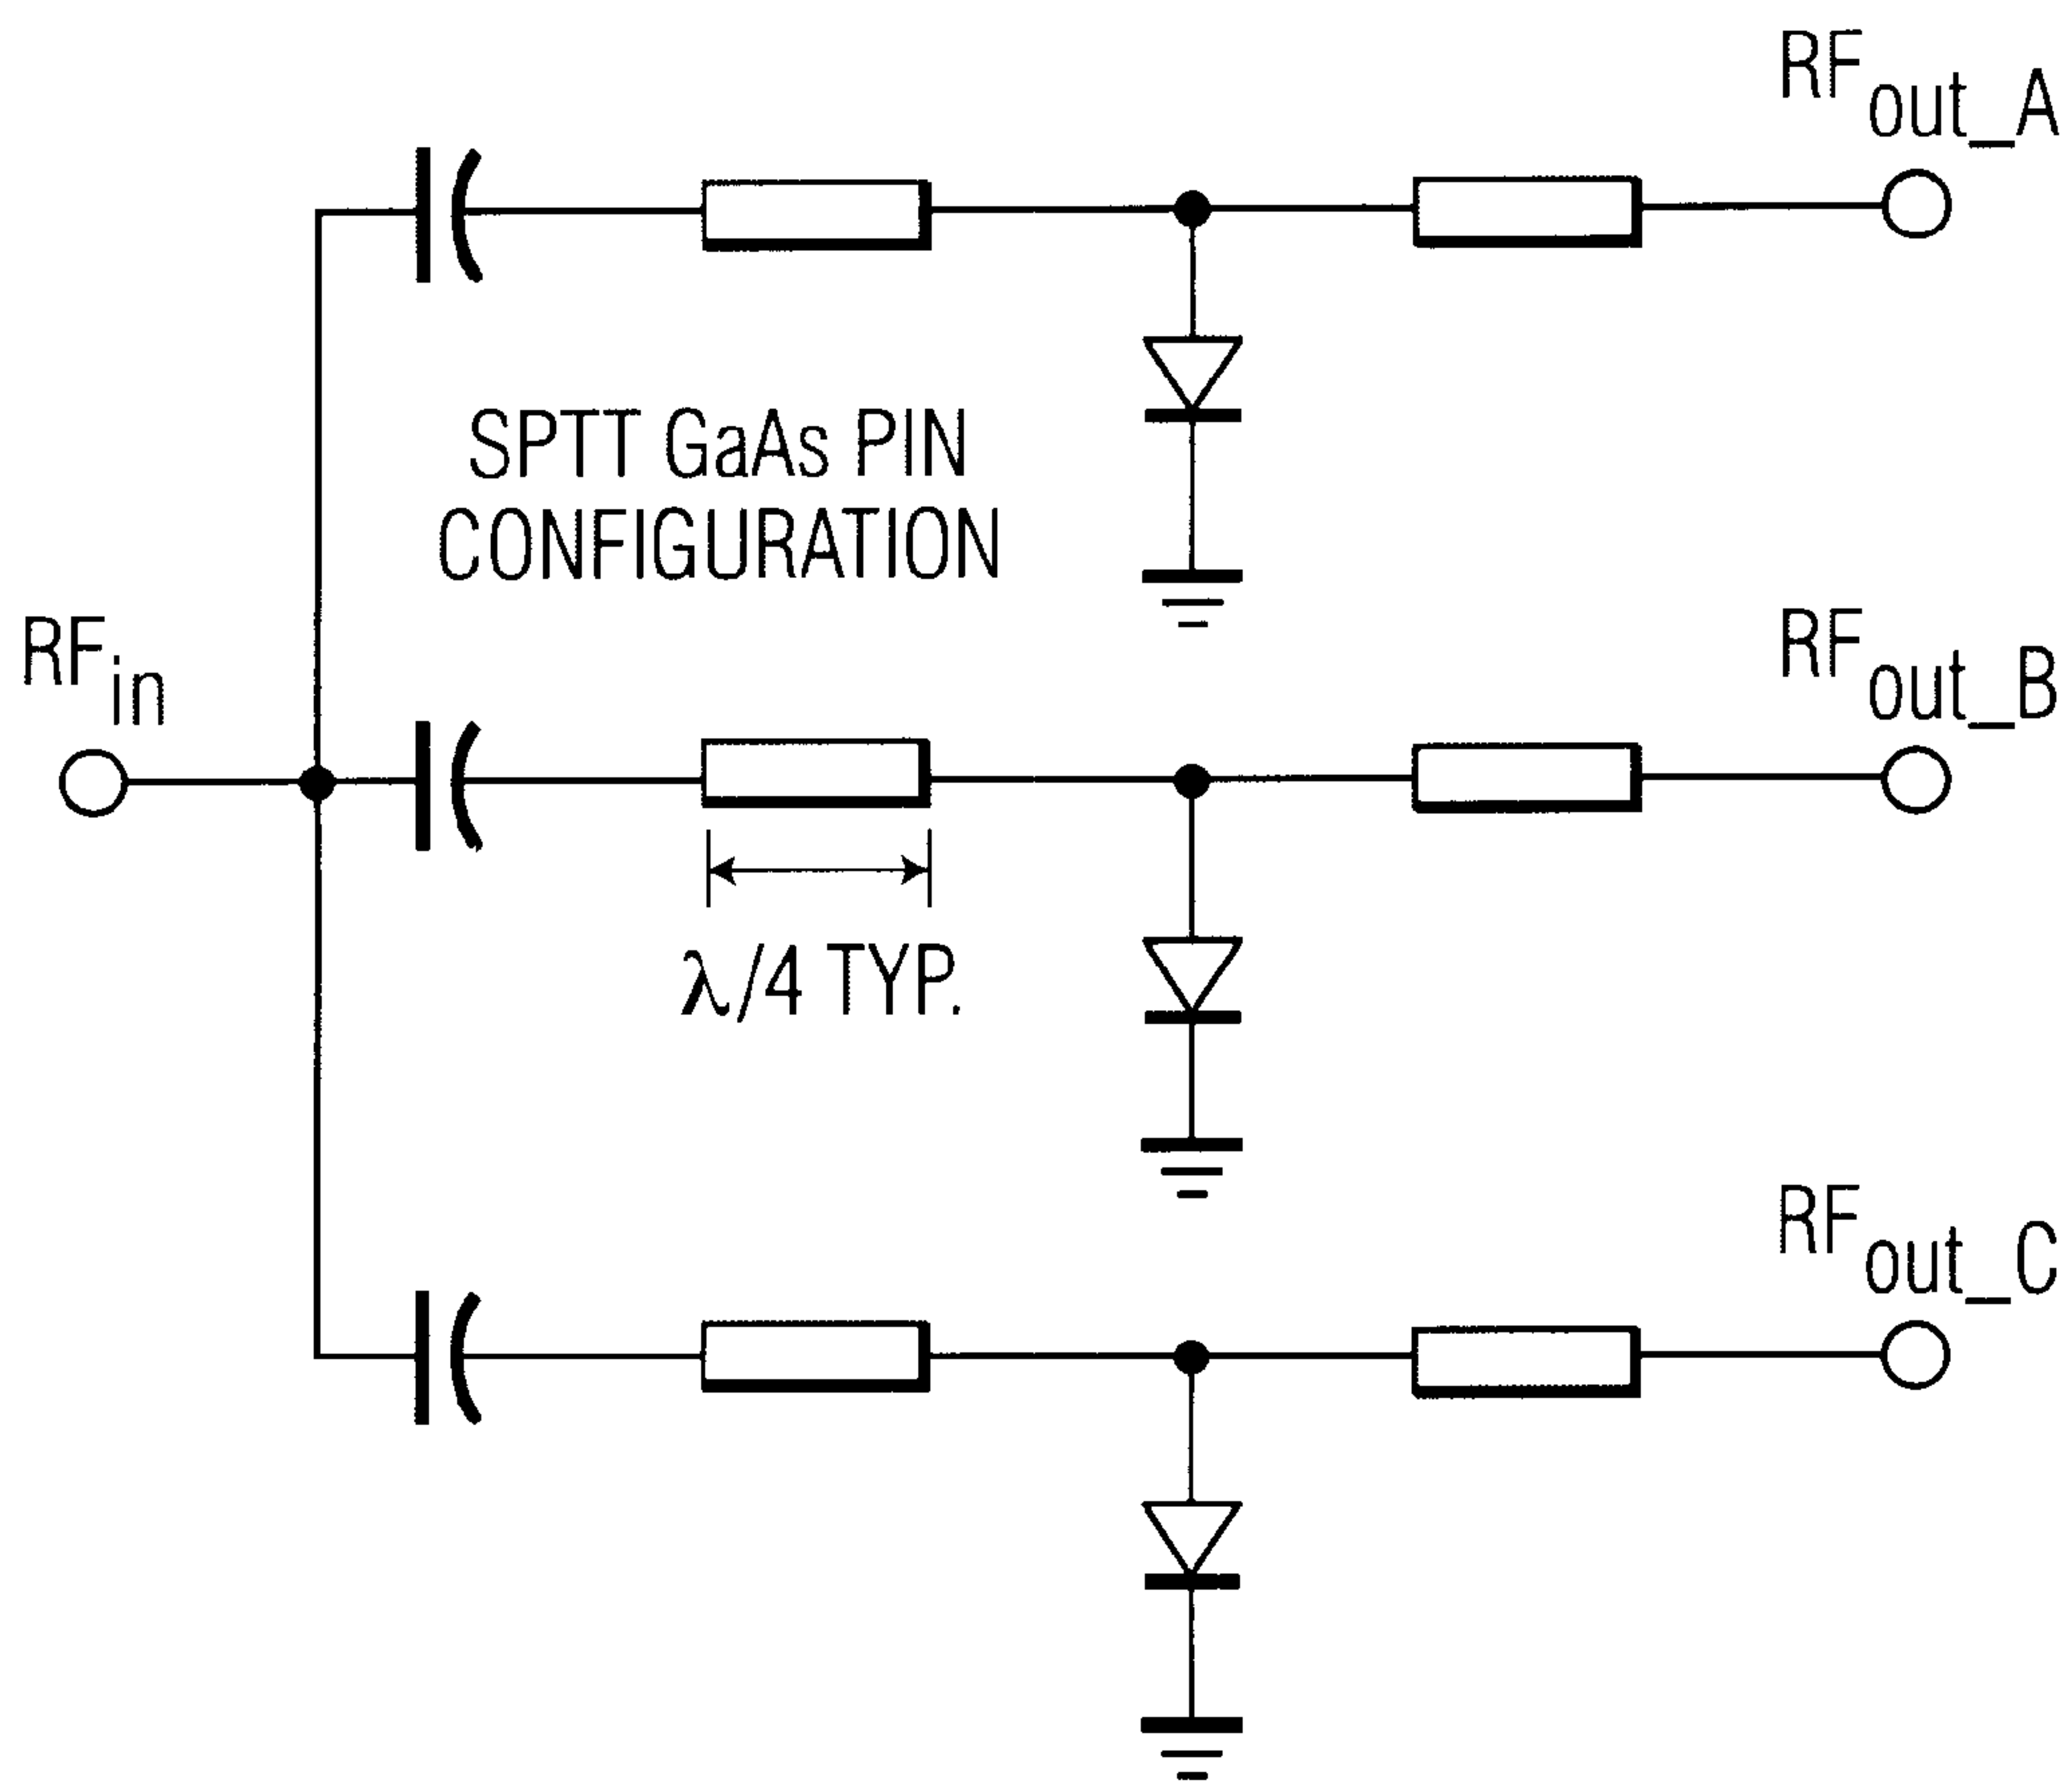 RFout_A
SPTT GaAs PIN
CONFIGURATION
RFin
RFout_B
λ/4 TYP.
RFout_C